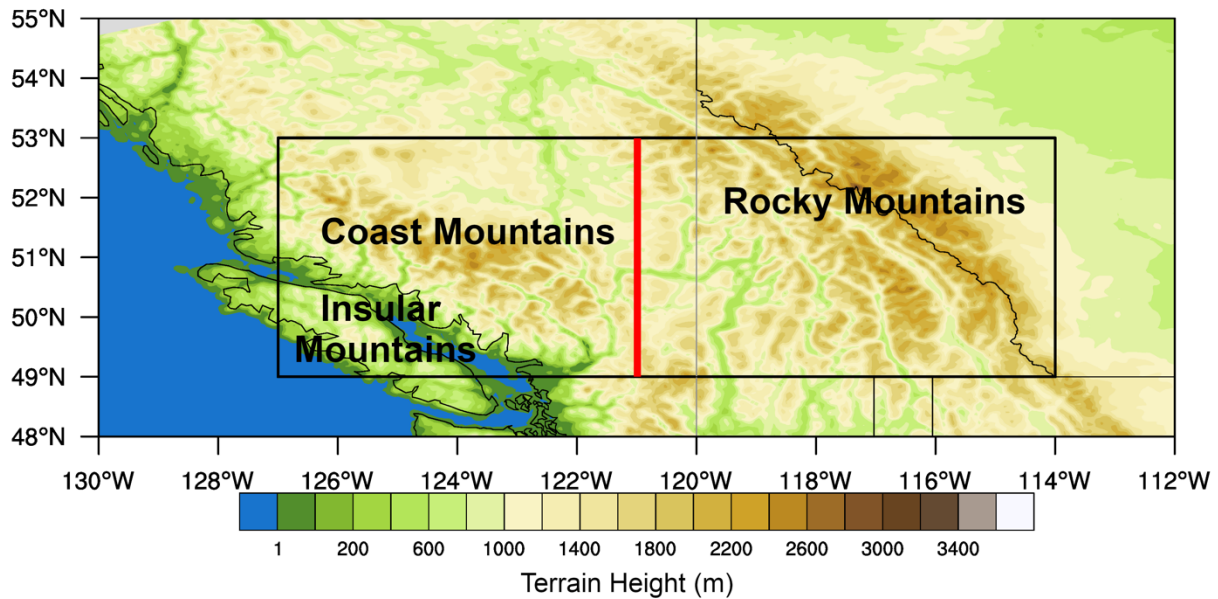 55°N
54°N
53°N
52°N
51°N
50°N
49°N
48°N
Rocky Mountains
Coast Mountains
Insular
Mountains
130°W 128°W 126°W 124°W 122°W 120°W 118°W 116°W 114°W 112°W
1 200 600 1000 1400 1800 2200 2600 3000 3400
Terrain Height (m)